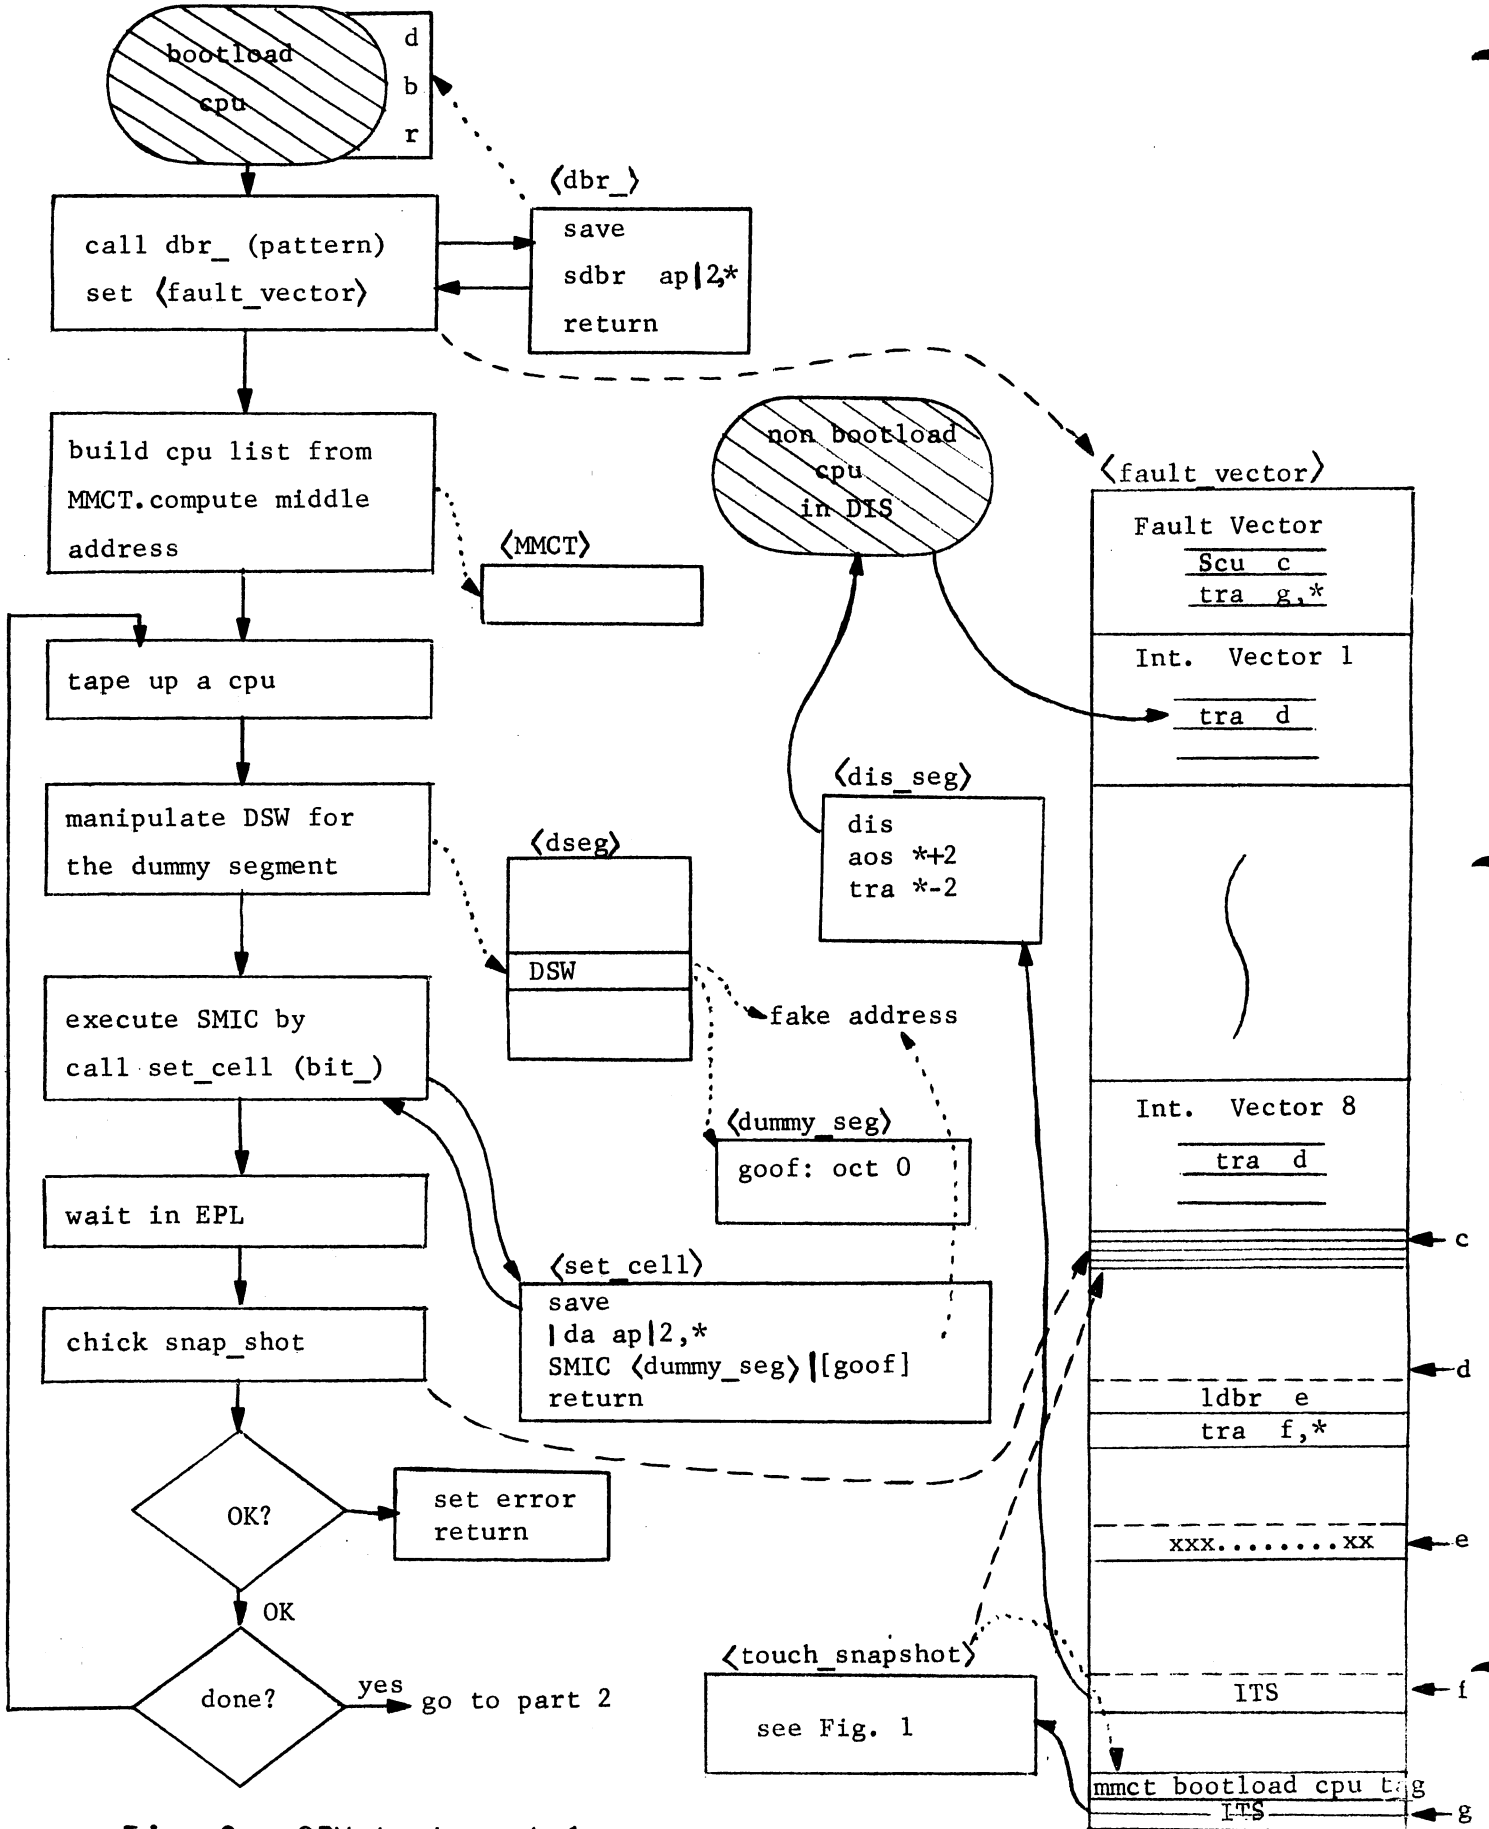 bootload
cpu
d
b
r
call dbr_ (pattern)
set ⟨fault_vector⟩
⟨dbr_⟩
save
sdbr ap|2,*
return
build cpu list from
MMCT.compute middle
address
⟨MMCT⟩
tape up a cpu
manipulate DSW for
the dummy segment
⟨dseg⟩
DSW
fake address
⟨dummy_seg⟩
goof: oct 0
execute SMIC by
call set_cell (bit_)
wait in EPL
⟨set_cell⟩
save
|da ap|2,*
SMIC ⟨dummy_seg⟩|[goof]
return
chick snap_shot
OK?
set error
return
OK
done?
yes
go to part 2
non bootload
cpu
in DIS
⟨dis_seg⟩
dis
aos *+2
tra *-2
⟨touch_snapshot⟩
see Fig. 1
⟨fault_vector⟩
Fault Vector
Scu c
tra g,*
Int. Vector 1
tra d
Int. Vector 8
tra d
c
d
ldbr e
tra f,*
xxx........xx
e
ITS
f
mmct bootload cpu tag
ITS
g